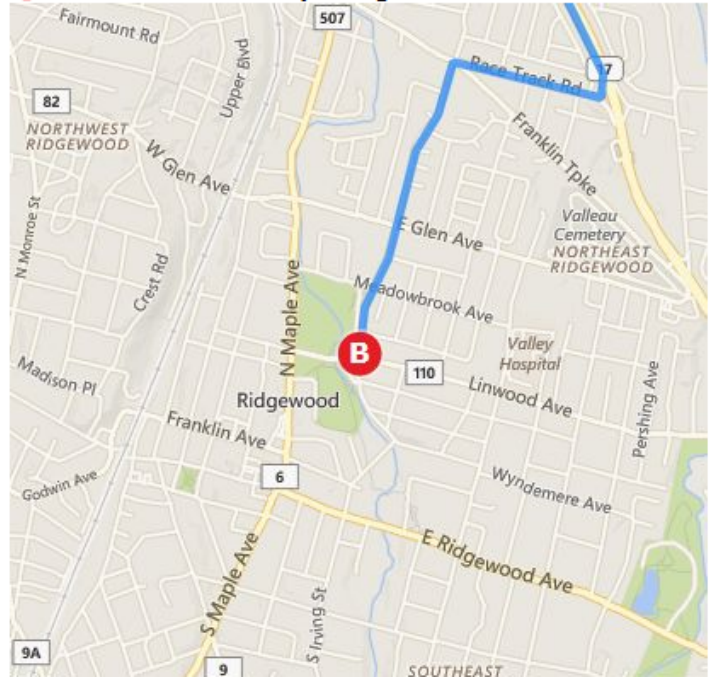 Fairmount Rd
507
Upper Blvd
Race Track Rd
17
82
NORTHWEST
RIDGEWOOD
W Glen Ave
Franklin Tpke
Valleau
Cemetery
N Monroe St
E Glen Ave
NORTHEAST
RIDGEWOOD
Crest Rd
N Maple Ave
Meadowbrook Ave
B
Valley
Hospital
Madison Pl
110
Linwood Ave
Pershing Ave
Ridgewood
Franklin Ave
Godwin Ave
6
Wyndemere Ave
E Ridgewood Ave
S Maple Ave
S Irving St
9A
9
SOUTHEAST